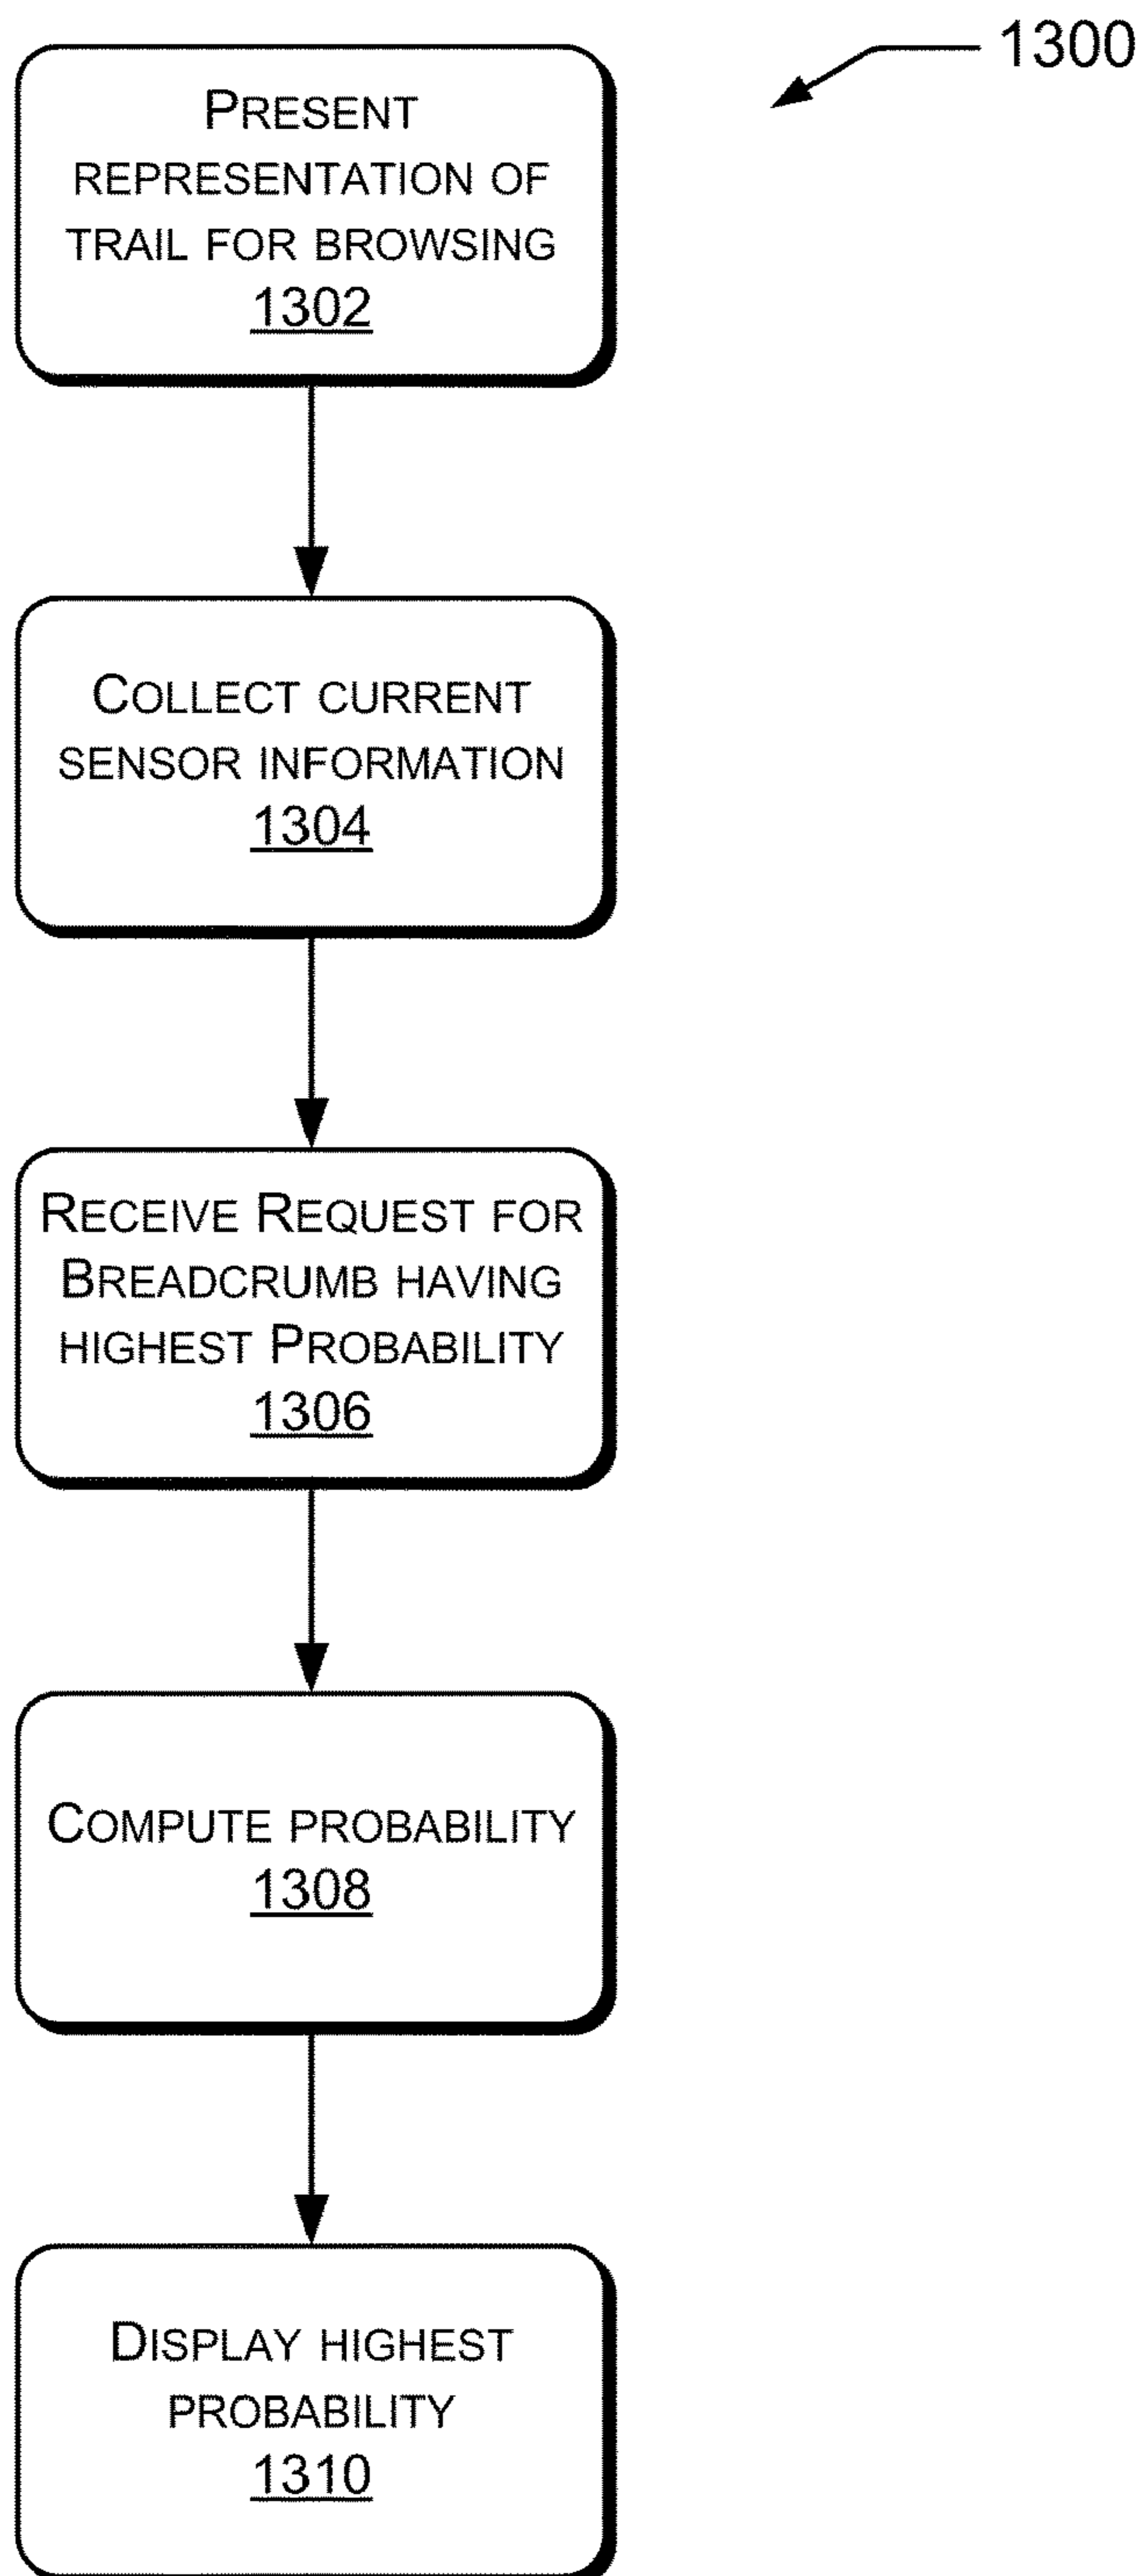 1300
PRESENT
REPRESENTATION OF
TRAIL FOR BROWSING
1302
COLLECT CURRENT
SENSOR INFORMATION
1304
RECEIVE REQUEST FOR
BREADCRUMB HAVING
HIGHEST PROBABILITY
1306
COMPUTE PROBABILITY
1308
DISPLAY HIGHEST
PROBABILITY
1310